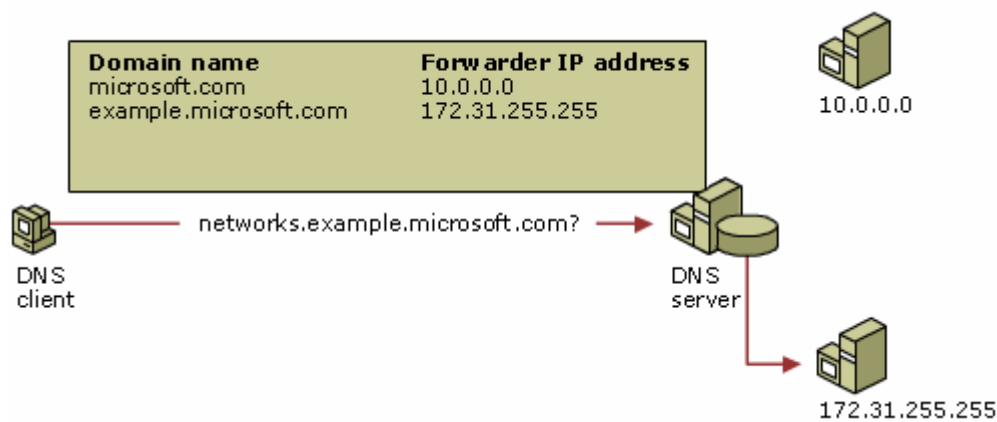 Domain name Forwarder IP address
microsoft.com 10.0.0.0
example.microsoft.com 172.31.255.255
10.0.0.0
networks.example.microsoft.com?
DNS
client
DNS
server
172.31.255.255